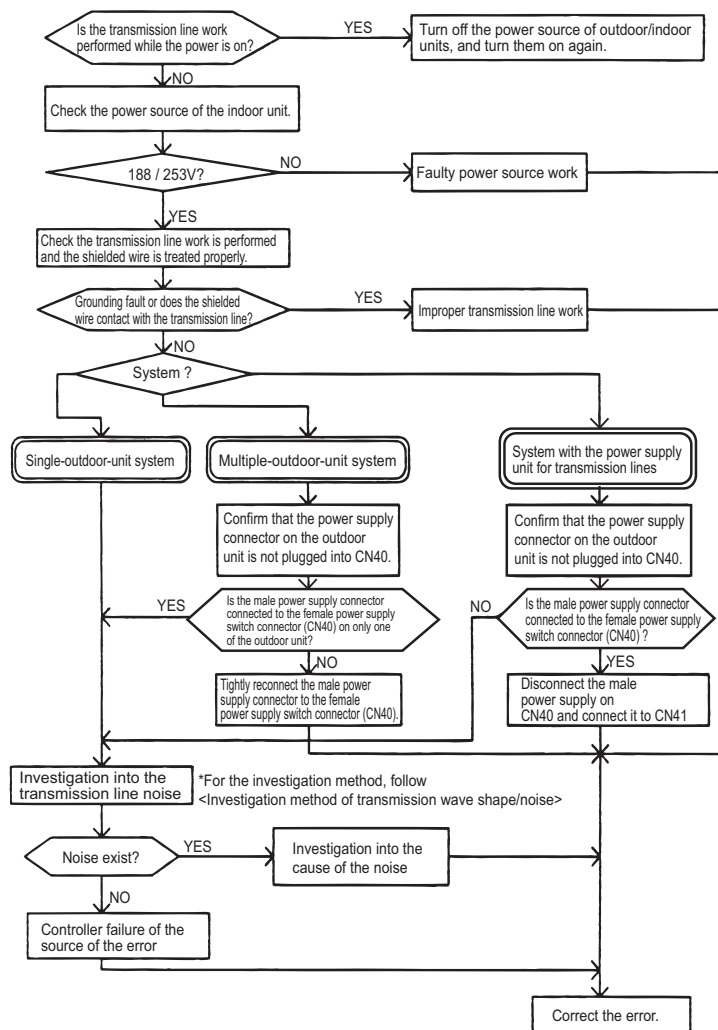 Is the transmission line work
performed while the power is on?
YES
Turn off the power source of outdoor/indoor
units, and turn them on again.
NO
Check the power source of the indoor unit.
188 / 253V?
NO
Faulty power source work
YES
Check the transmission line work is performed
and the shielded wire is treated properly.
Grounding fault or does the shielded
wire contact with the transmission line?
YES
Improper transmission line work
NO
System ?
Single-outdoor-unit system
Multiple-outdoor-unit system
System with the power supply
unit for transmission lines
Confirm that the power supply
connector on the outdoor
unit is not plugged into CN40.
Confirm that the power supply
connector on the outdoor
unit is not plugged into CN40.
YES
Is the male power supply connector
connected to the female power supply
switch connector (CN40) on only one
of the outdoor unit?
NO
Is the male power supply connector
connected to the female power supply
switch connector (CN40) ?
NO
Tightly reconnect the male power
supply connector to the female
power supply switch connector (CN40).
YES
Disconnect the male
power supply on
CN40 and connect it to CN41
Investigation into the
transmission line noise
*For the investigation method, follow
<Investigation method of transmission wave shape/noise>
Noise exist?
YES
Investigation into the
cause of the noise
NO
Controller failure of the
source of the error
Correct the error.